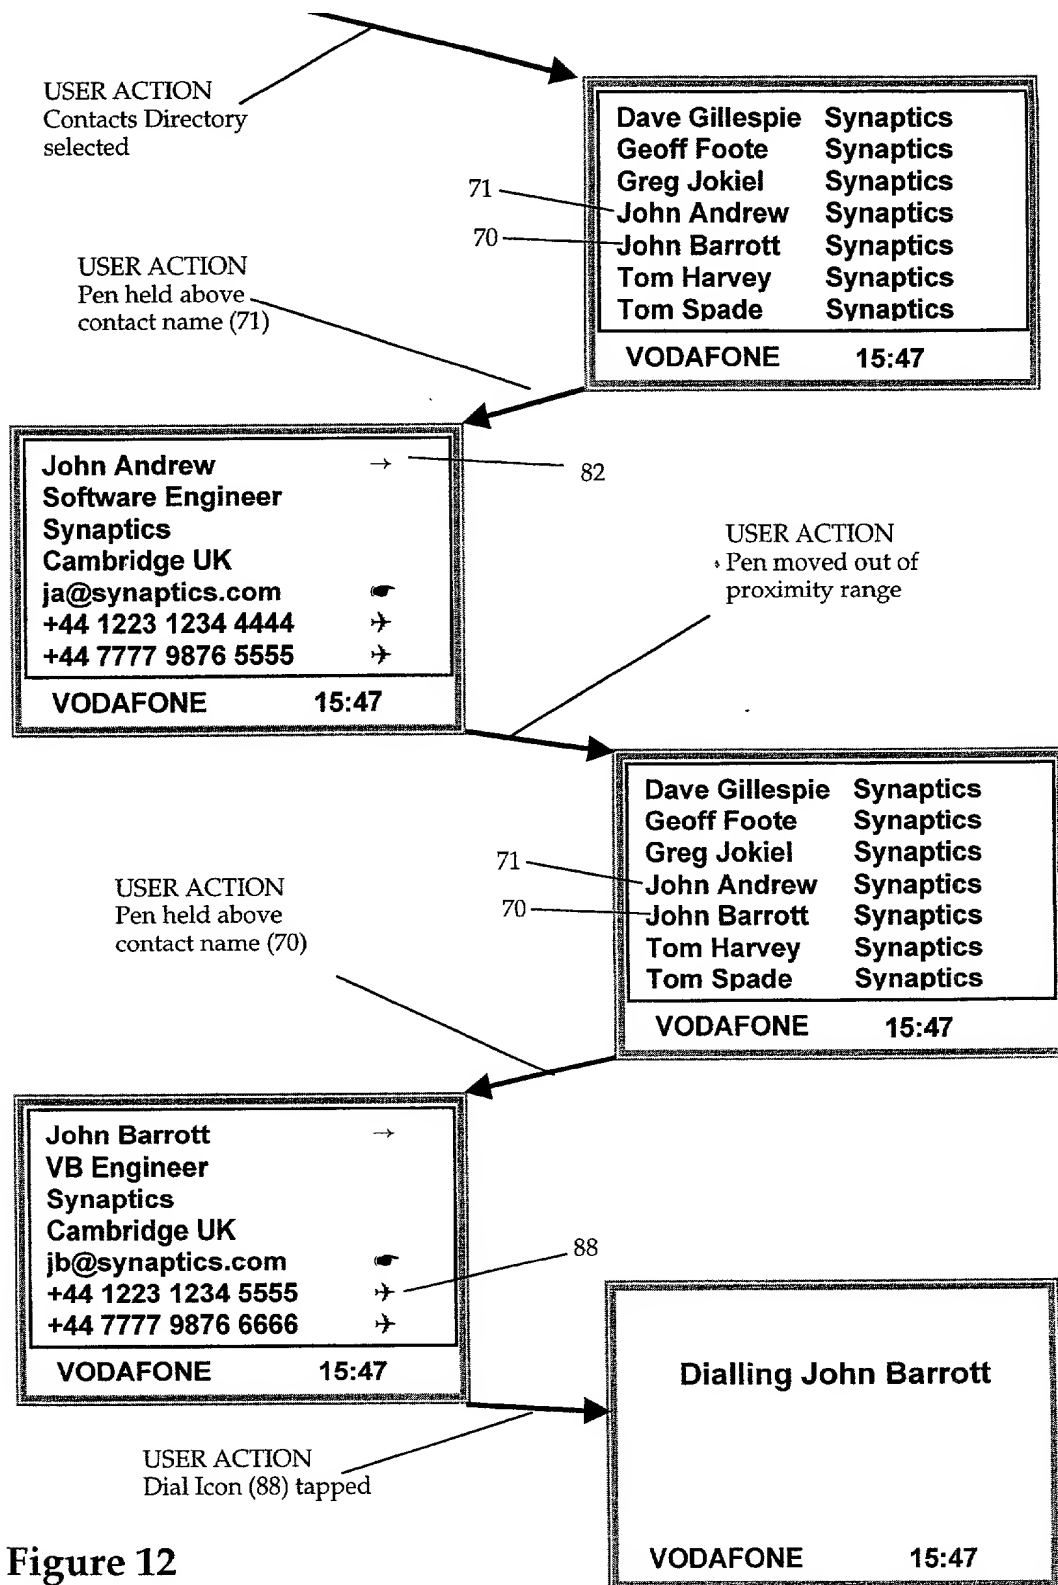 USER ACTION
Contacts Directory
selected
Dave Gillespie Synaptics
Geoff Foote Synaptics
Greg Jokiel Synaptics
John Andrew Synaptics
John Barrott Synaptics
Tom Harvey Synaptics
Tom Spade Synaptics
VODAFONE 15:47
71
70
USER ACTION
Pen held above
contact name (71)
John Andrew →
Software Engineer
Synaptics
Cambridge UK
ja@synaptics.com ☛
+44 1223 1234 4444 ✈
+44 7777 9876 5555 ✈
VODAFONE 15:47
82
USER ACTION
Pen moved out of
proximity range
Dave Gillespie Synaptics
Geoff Foote Synaptics
Greg Jokiel Synaptics
John Andrew Synaptics
John Barrott Synaptics
Tom Harvey Synaptics
Tom Spade Synaptics
VODAFONE 15:47
71
70
USER ACTION
Pen held above
contact name (70)
John Barrott →
VB Engineer
Synaptics
Cambridge UK
jb@synaptics.com ☛
+44 1223 1234 5555 ✈
+44 7777 9876 6666 ✈
VODAFONE 15:47
88
Dialling John Barrott
VODAFONE 15:47
USER ACTION
Dial Icon (88) tapped
Figure 12